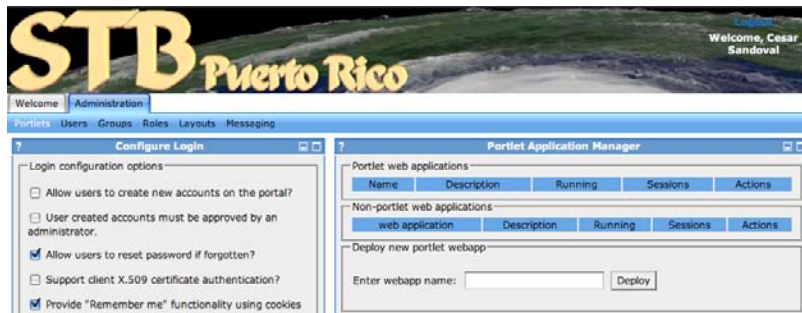 STB Puerto Rico
Logout
Welcome, Cesar
Sandoval
Welcome Administration
Portlets Users Groups Roles Layouts Messaging
? Configure Login
Login configuration options
Allow users to create new accounts on the portal?
User created accounts must be approved by an
administrator.
Allow users to reset password if forgotten?
Support client X.509 certificate authentication?
Provide "Remember me" functionality using cookies
? Portlet Application Manager
Portlet web applications
Name Description Running Sessions Actions
Non-portlet web applications
web application Description Running Sessions Actions
Deploy new portlet webapp
Enter webapp name: Deploy